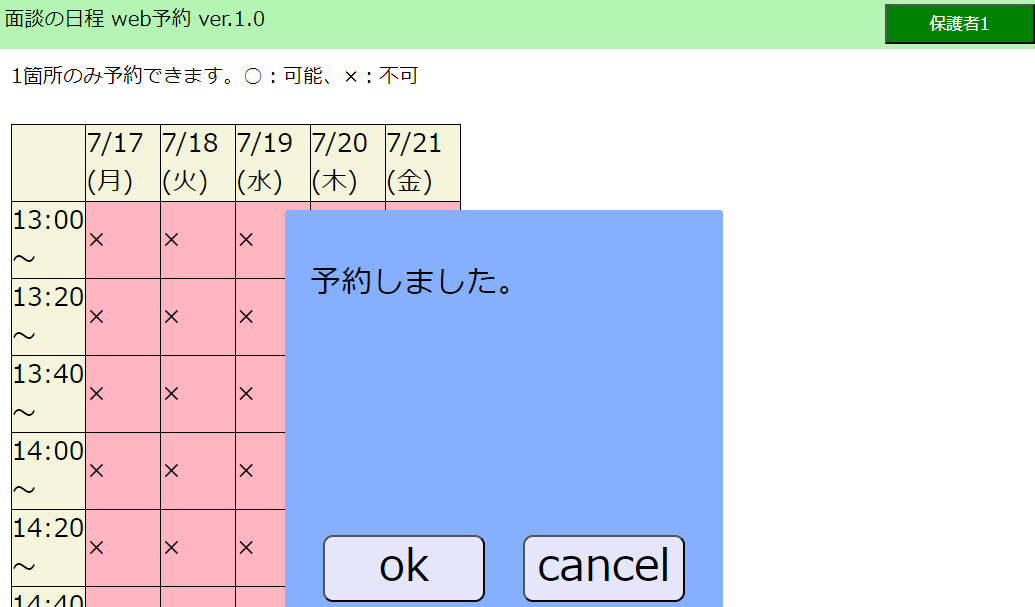 面談の日程 web予約 ver.1.0
保護者1
1箇所のみ予約できます。○：可能、×：不可
7/17 7/18 7/19 7/20 7/21
(月) (火) (水) (木) (金)
13:00
～ × × ×
13:20
～ × × ×
13:40
～ × × ×
14:00
～ × × ×
14:20
～ × × ×
14:40
予約しました。
ok cancel